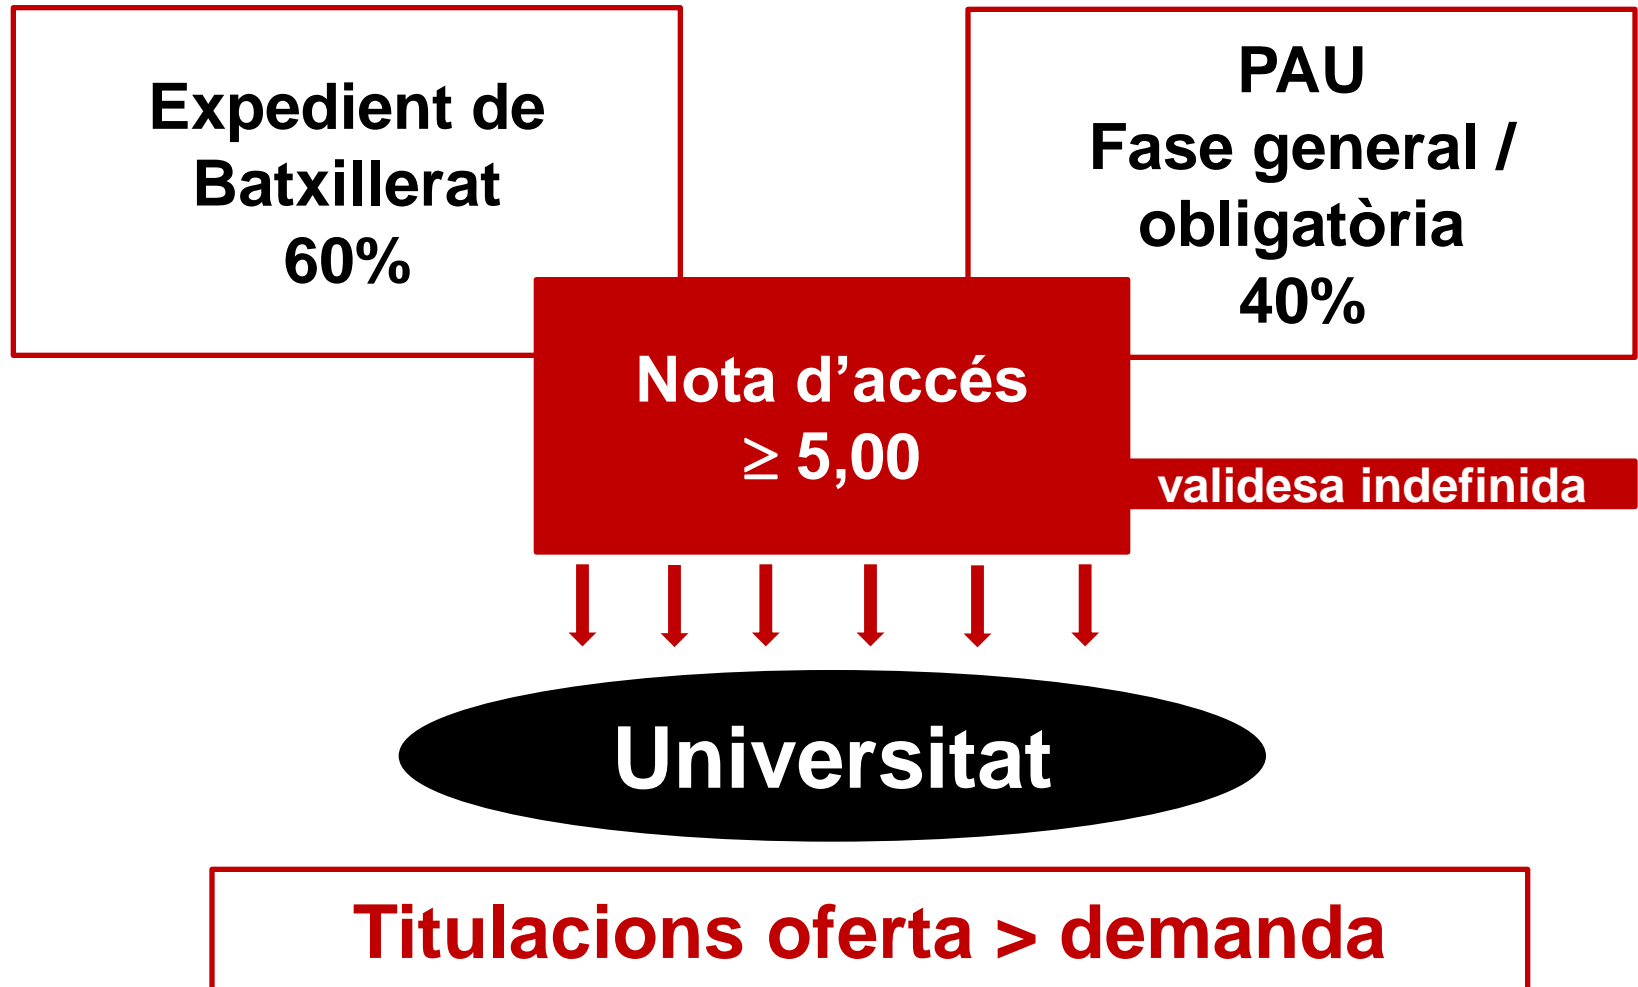 Expedient de
Batxillerat
60%
PAU
Fase general /
obligatòria
40%
Nota d’accés
≥ 5,00
validesa indefinida
Universitat
Titulacions oferta > demanda